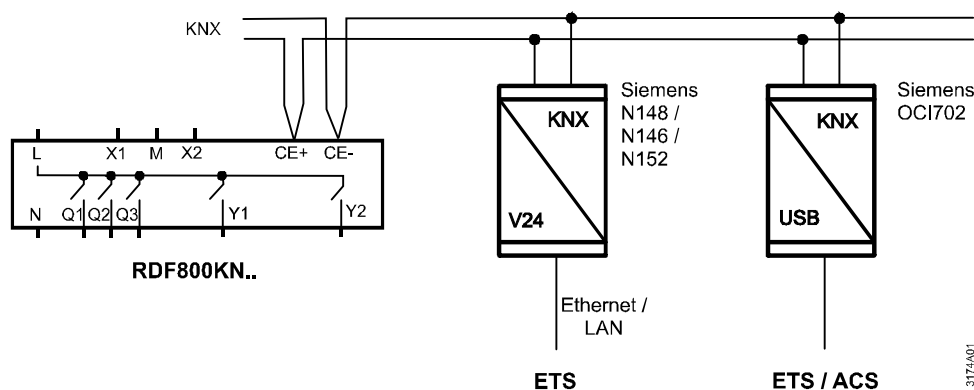 KNX
Siemens
N148 /
N146 /
N152
KNX
V24
Siemens
OCI702
KNX
USB
L
X1
M
X2
CE+
CE-
N
Q1
Q2
Q3
Y1
Y2
RDF800KN..
Ethernet /
LAN
ETS
ETS / ACS
3174A01